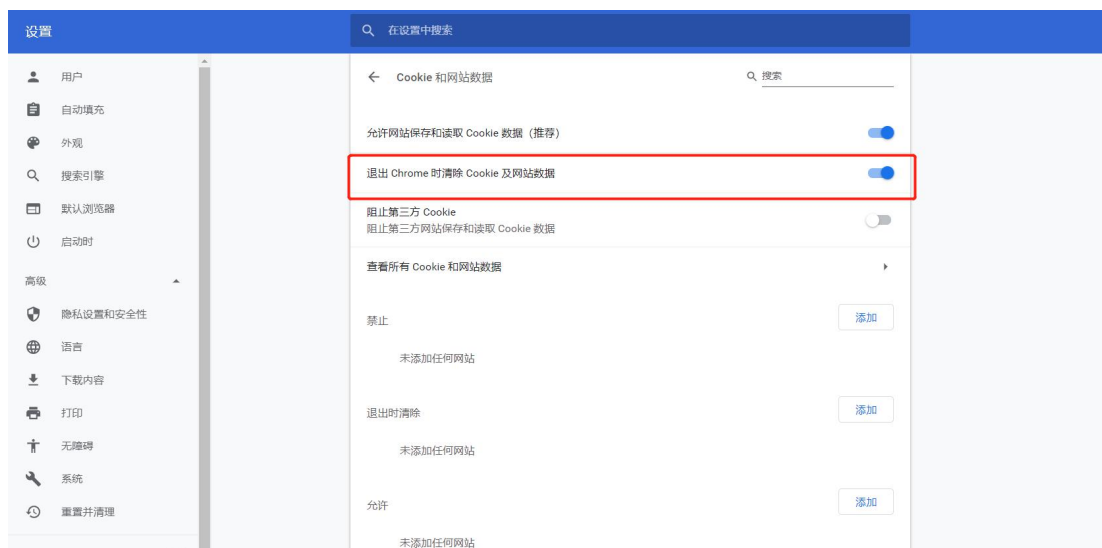 设置
在设置中搜索
用户
自动填充
外观
搜索引擎
默认浏览器
启动时
高级
隐私设置和安全性
语言
下载内容
打印
无障碍
系统
重置并清理
Cookie 和网站数据
搜索
允许网站保存和读取 Cookie 数据（推荐）
退出 Chrome 时清除 Cookie 及网站数据
阻止第三方 Cookie
阻止第三方网站保存和读取 Cookie 数据
查看所有 Cookie 和网站数据
禁止
添加
未添加任何网站
退出时清除
添加
未添加任何网站
允许
添加
未添加任何网站